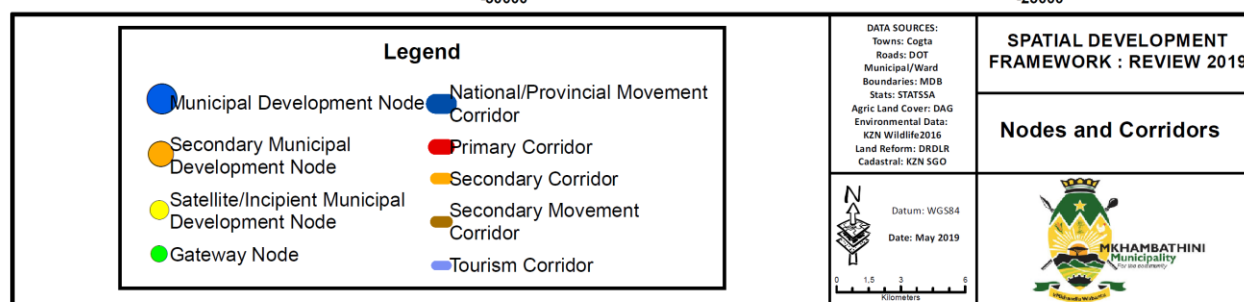 Legend
Municipal Development Node
Secondary Municipal
Development Node
Satellite/Incipient Municipal
Development Node
Gateway Node
National/Provincial Movement
Corridor
Primary Corridor
Secondary Corridor
Secondary Movement
Corridor
Tourism Corridor
DATA SOURCES:
Towns: Cogta
Roads: DOT
Municipal/Ward
Boundaries: MDB
Stats: STATSSA
Agric Land Cover: DAG
Environmental Data:
KZN Wildlife2016
Land Reform: DRDLR
Cadastral: KZN SGO
N
Datum: WGS84
Date: May 2019
0 1,5 3 6
Kilometers
SPATIAL DEVELOPMENT
FRAMEWORK : REVIEW 2019
Nodes and Corridors
MKHAMBATHINI
Municipality